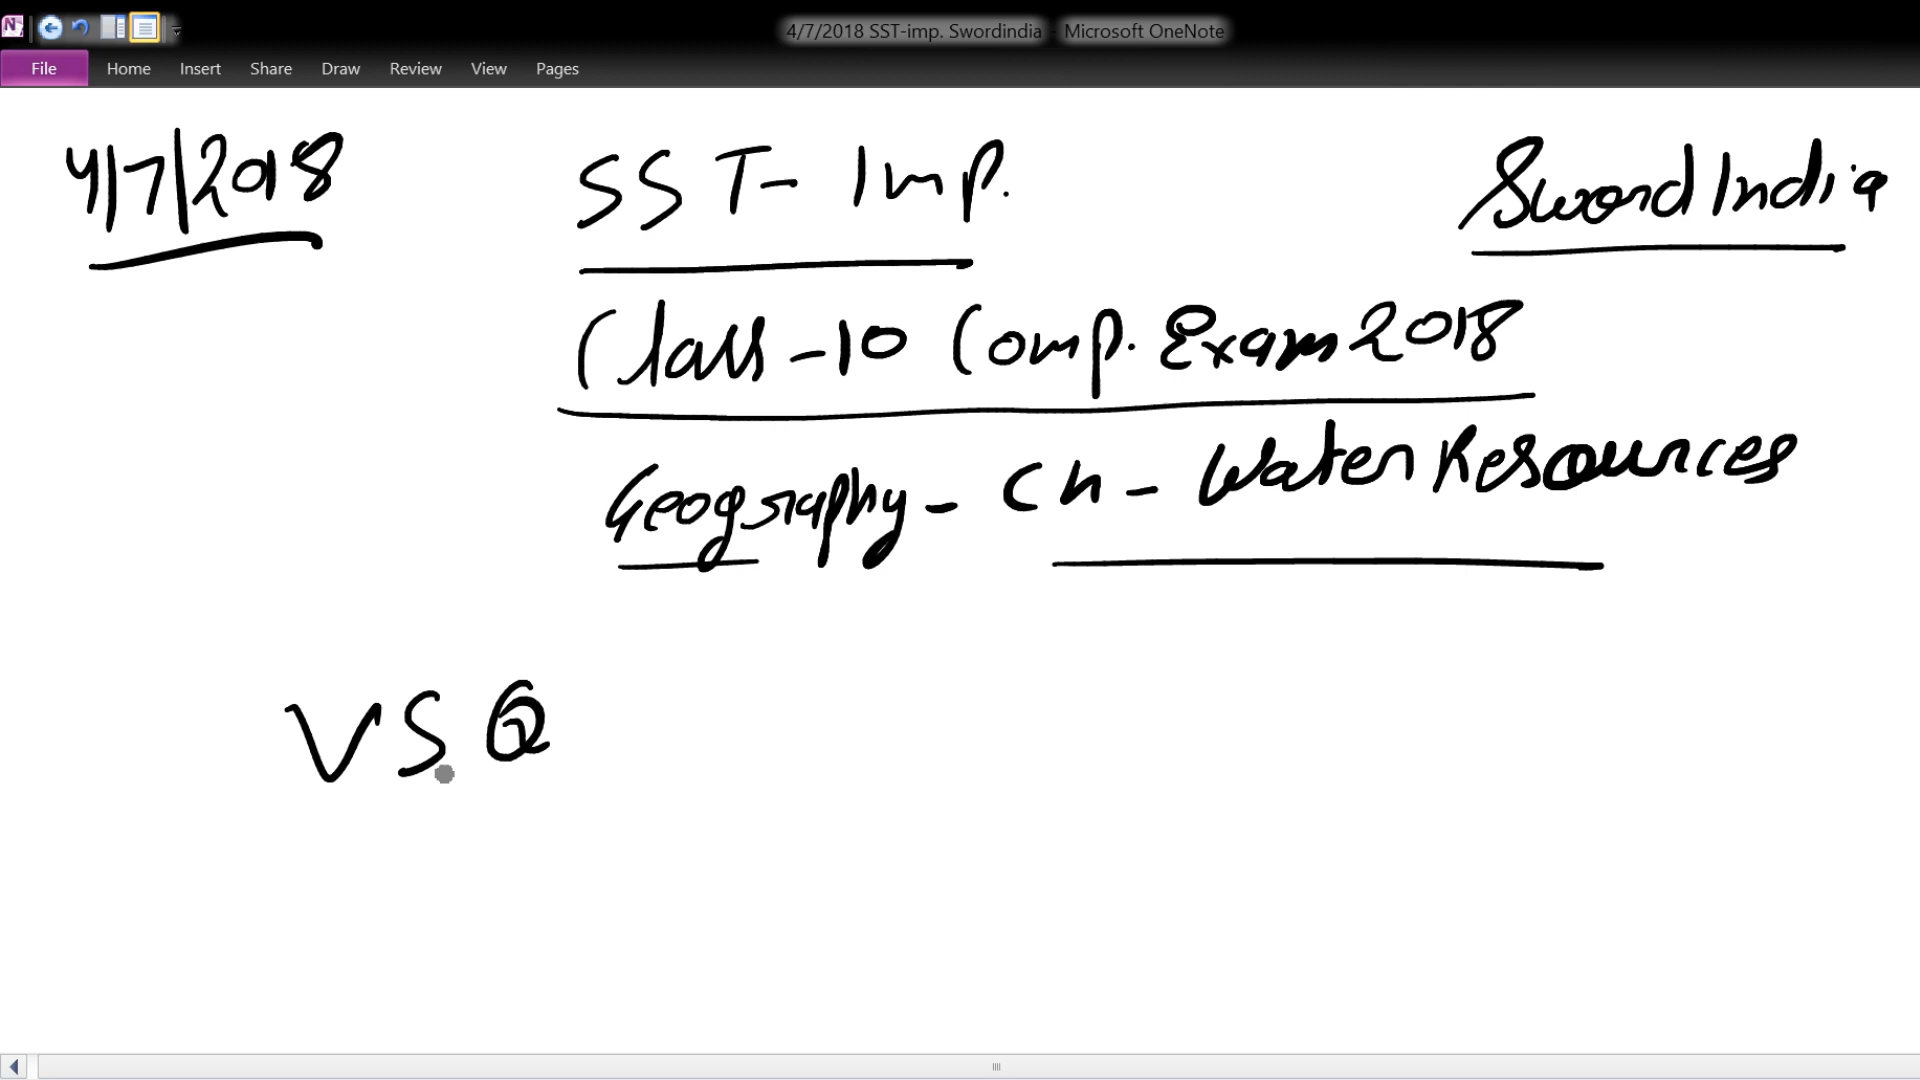 4/7/2018 SST-imp. Swordindia - Microsoft OneNote
File Home Insert Share Draw Review View Pages
4/7/2018 SST- Imp. Sword India
Class-10 Comp. Exam 2018
Geography - Ch - Water Resources
VSQ